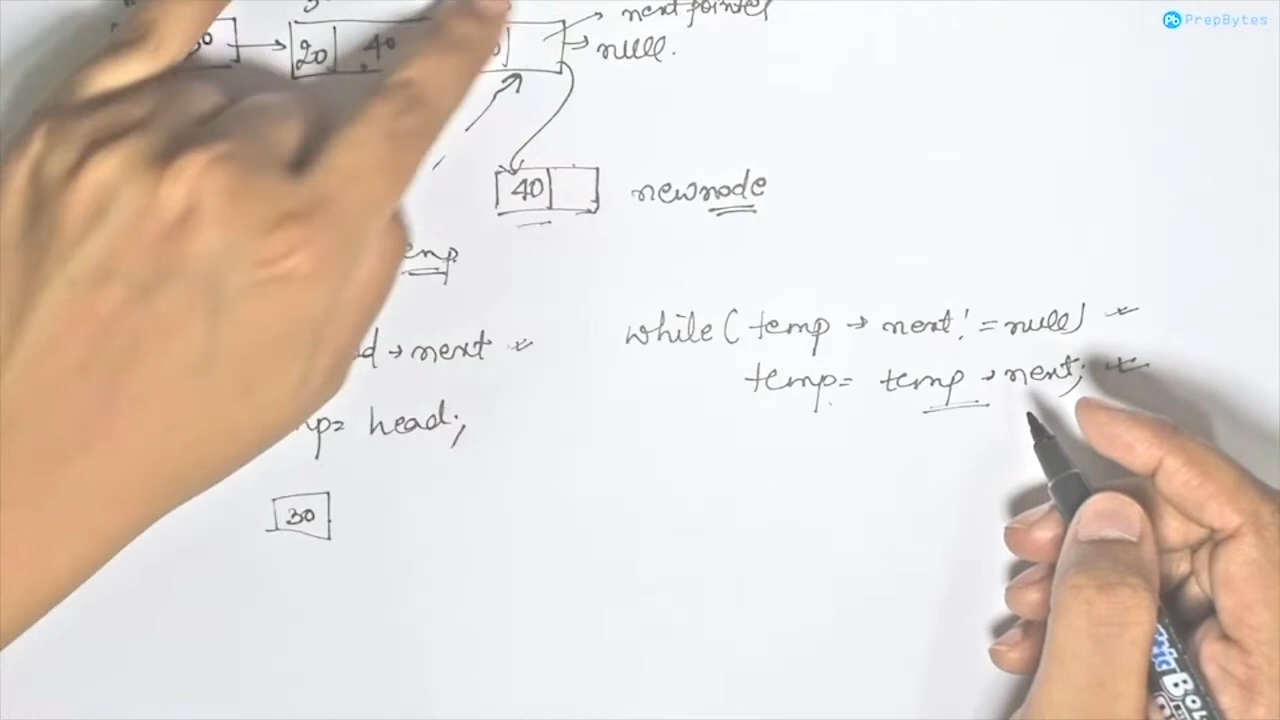 PrepBytes
next pointer
20 40
null.
40 newnode
while( temp → next! = null)
→ next
temp= temp → next;
head;
30